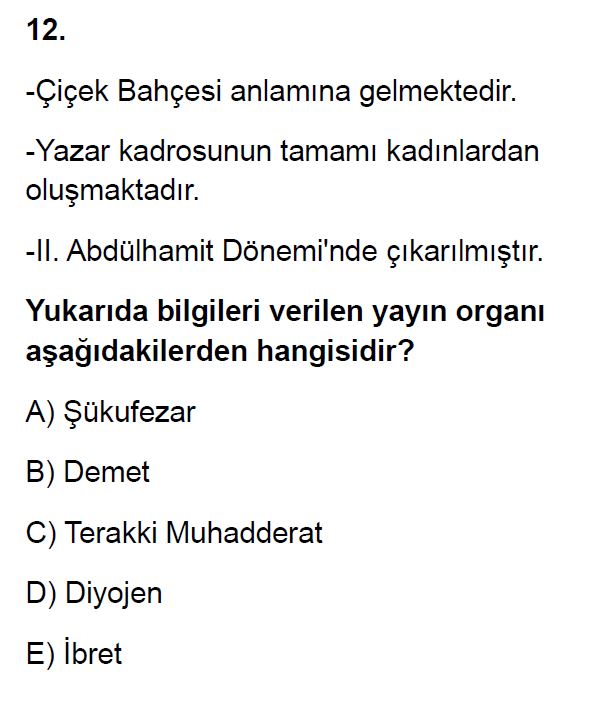 12.
-Çiçek Bahçesi anlamına gelmektedir.
-Yazar kadrosunun tamamı kadınlardan
oluşmaktadır.
-II. Abdülhamit Dönemi'nde çıkarılmıştır.
Yukarıda bilgileri verilen yayın organı
aşağıdakilerden hangisidir?
A) Şükufezar
B) Demet
C) Terakki Muhadderat
D) Diyojen
E) İbret